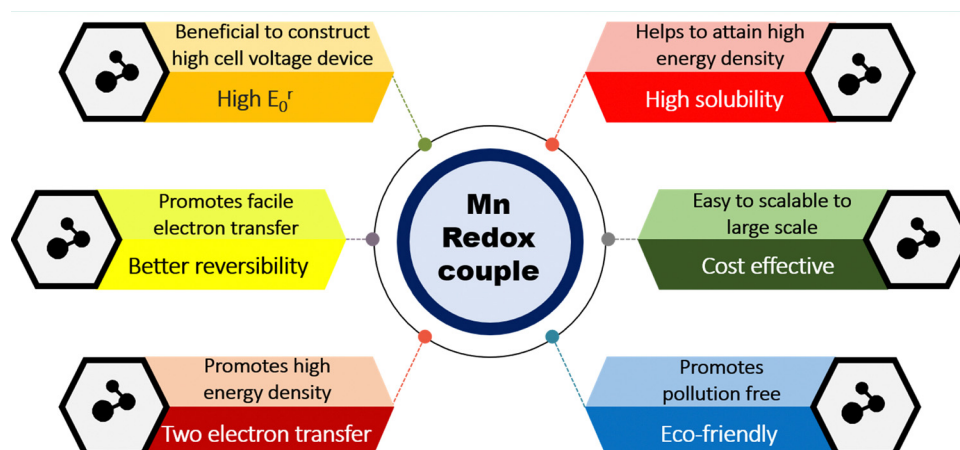 Beneficial to construct
high cell voltage device
High E₀ʳ
Helps to attain high
energy density
High solubility
Promotes facile
electron transfer
Better reversibility
Mn
Redox
couple
Easy to scalable to
large scale
Cost effective
Promotes high
energy density
Two electron transfer
Promotes
pollution free
Eco-friendly